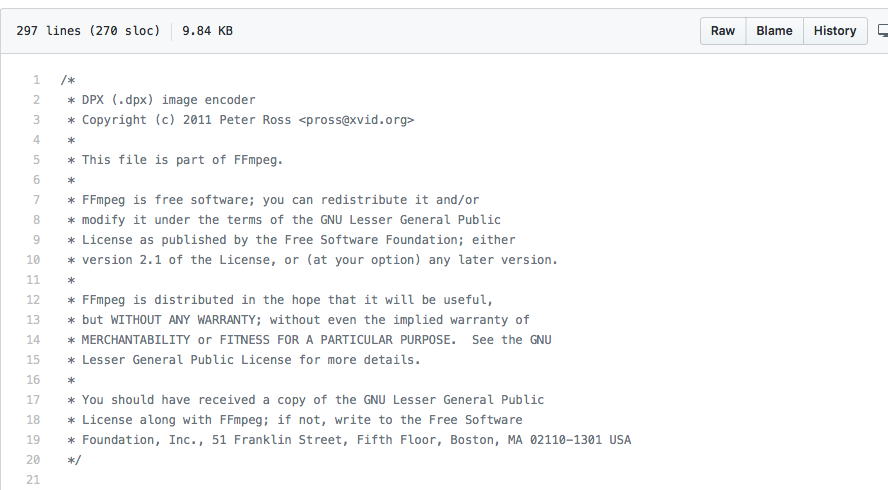 297 lines (270 sloc) 9.84 KB Raw Blame History
1 /*
2 * DPX (.dpx) image encoder
3 * Copyright (c) 2011 Peter Ross <pross@xvid.org>
4 *
5 * This file is part of FFmpeg.
6 *
7 * FFmpeg is free software; you can redistribute it and/or
8 * modify it under the terms of the GNU Lesser General Public
9 * License as published by the Free Software Foundation; either
10 * version 2.1 of the License, or (at your option) any later version.
11 *
12 * FFmpeg is distributed in the hope that it will be useful,
13 * but WITHOUT ANY WARRANTY; without even the implied warranty of
14 * MERCHANTABILITY or FITNESS FOR A PARTICULAR PURPOSE.  See the GNU
15 * Lesser General Public License for more details.
16 *
17 * You should have received a copy of the GNU Lesser General Public
18 * License along with FFmpeg; if not, write to the Free Software
19 * Foundation, Inc., 51 Franklin Street, Fifth Floor, Boston, MA 02110-1301 USA
20 */
21